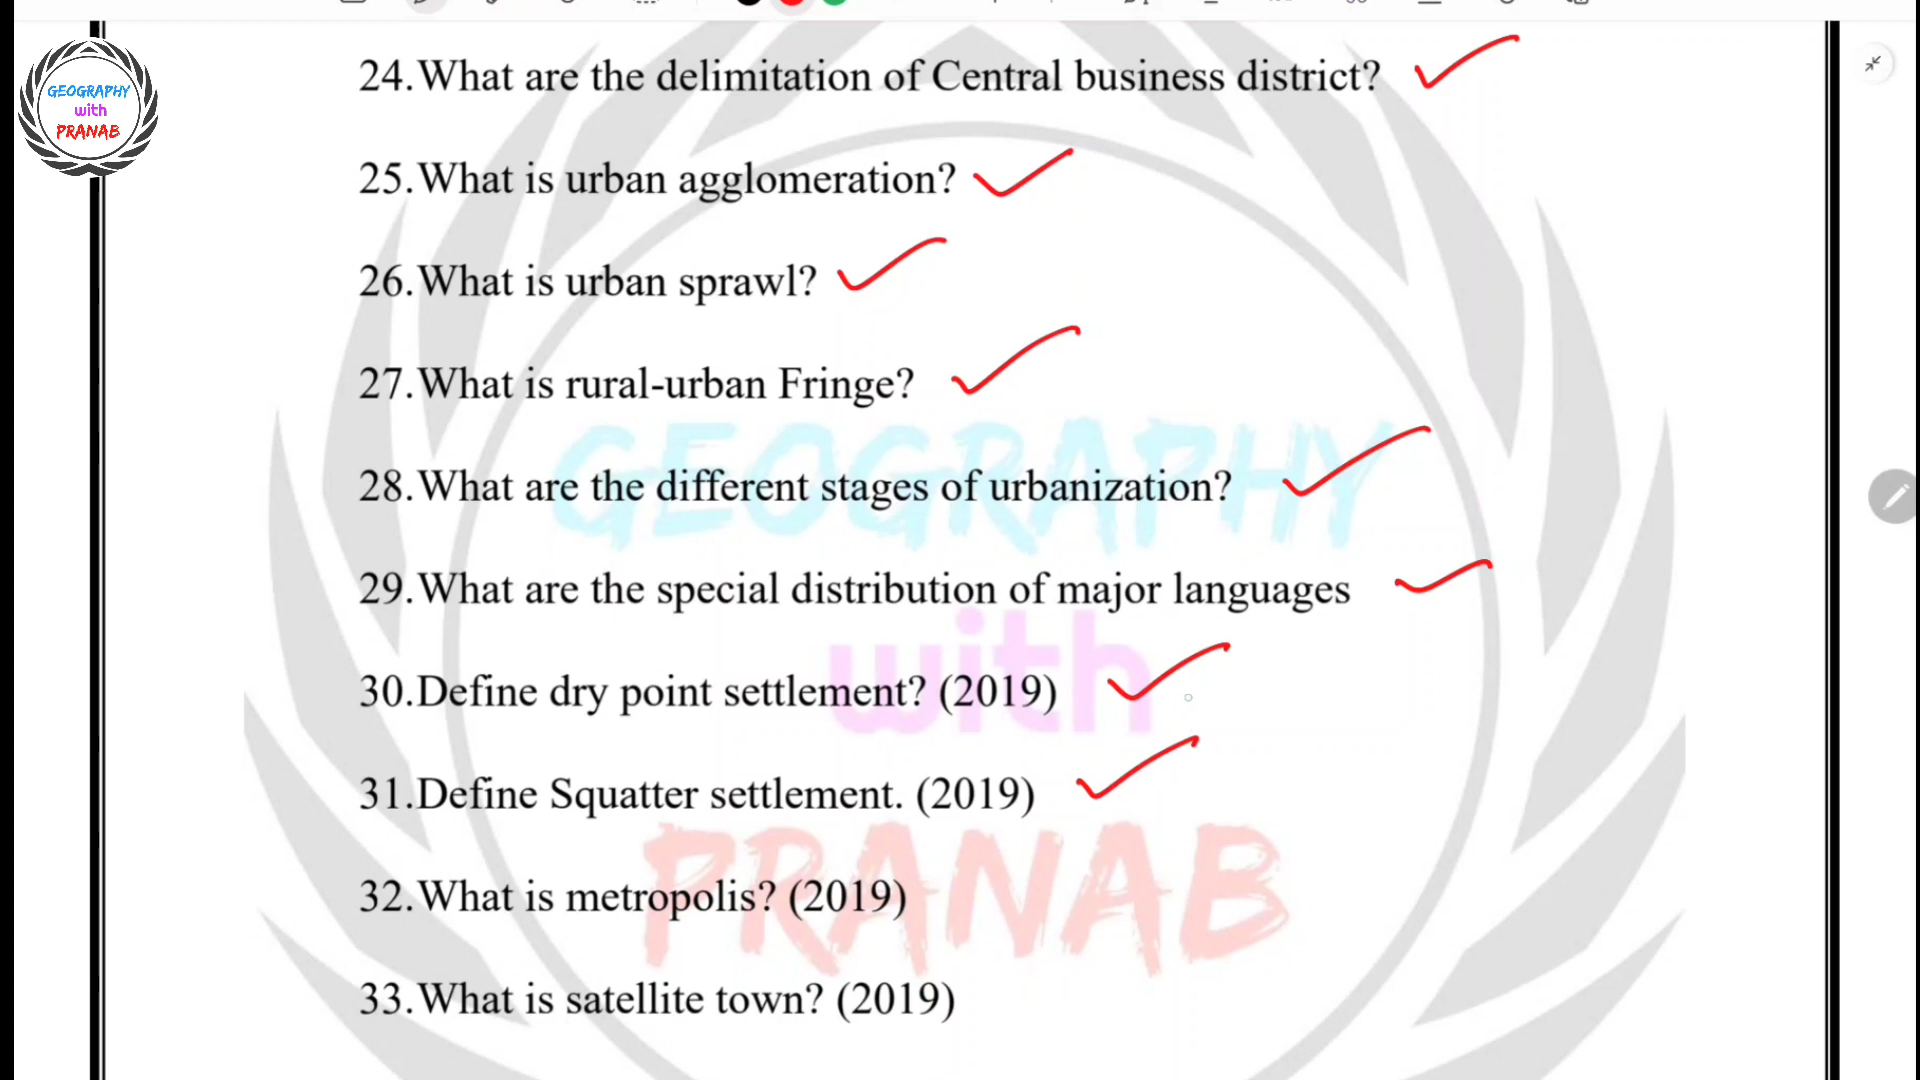 GEOGRAPHY
with
PRANAB
24.What are the delimitation of Central business district?
25.What is urban agglomeration?
26.What is urban sprawl?
27.What is rural-urban Fringe?
28.What are the different stages of urbanization?
29.What are the special distribution of major languages
30.Define dry point settlement? (2019)
31.Define Squatter settlement. (2019)
32.What is metropolis? (2019)
33.What is satellite town? (2019)
GEOGRAPHY
with
PRANAB